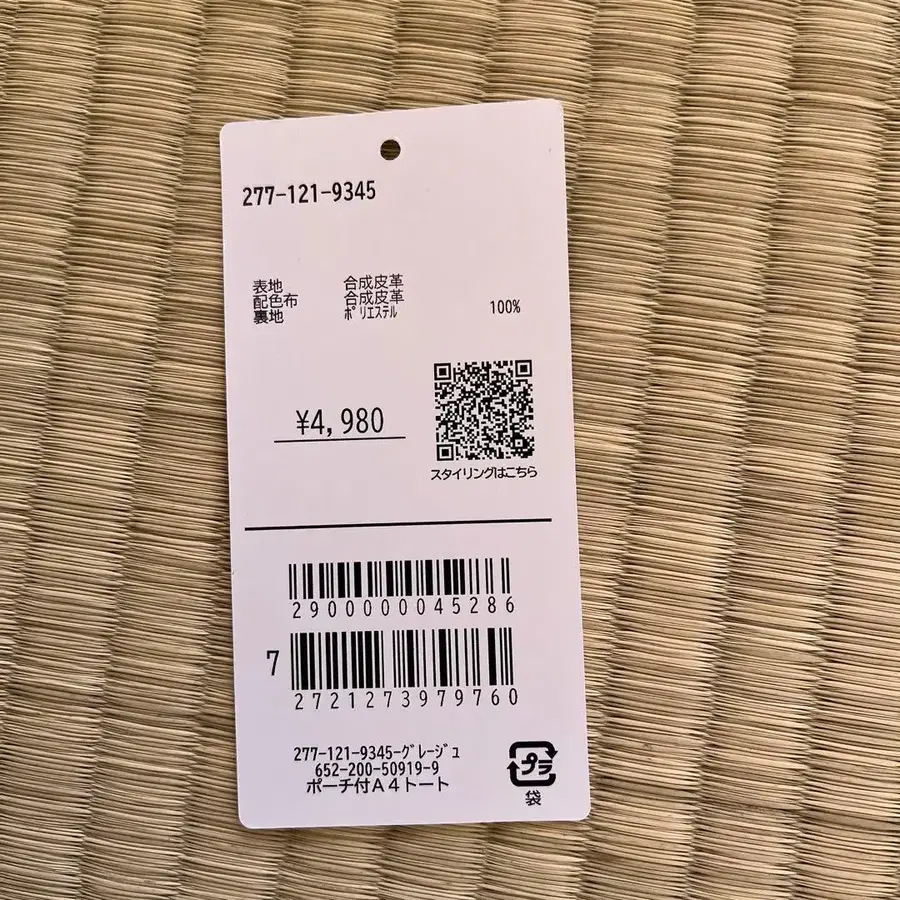 277-121-9345
表地 合成皮革
配色布 合成皮革
裏地 ﾎﾟﾘｴｽﾃﾙ 100%
¥4,980
スタイリングはこちら
2900000045286
7
2721273979760
277-121-9345-ｸﾞﾚｰｼﾞｭ
652-200-50919-9
ポーチ付A4トート
プラ
袋